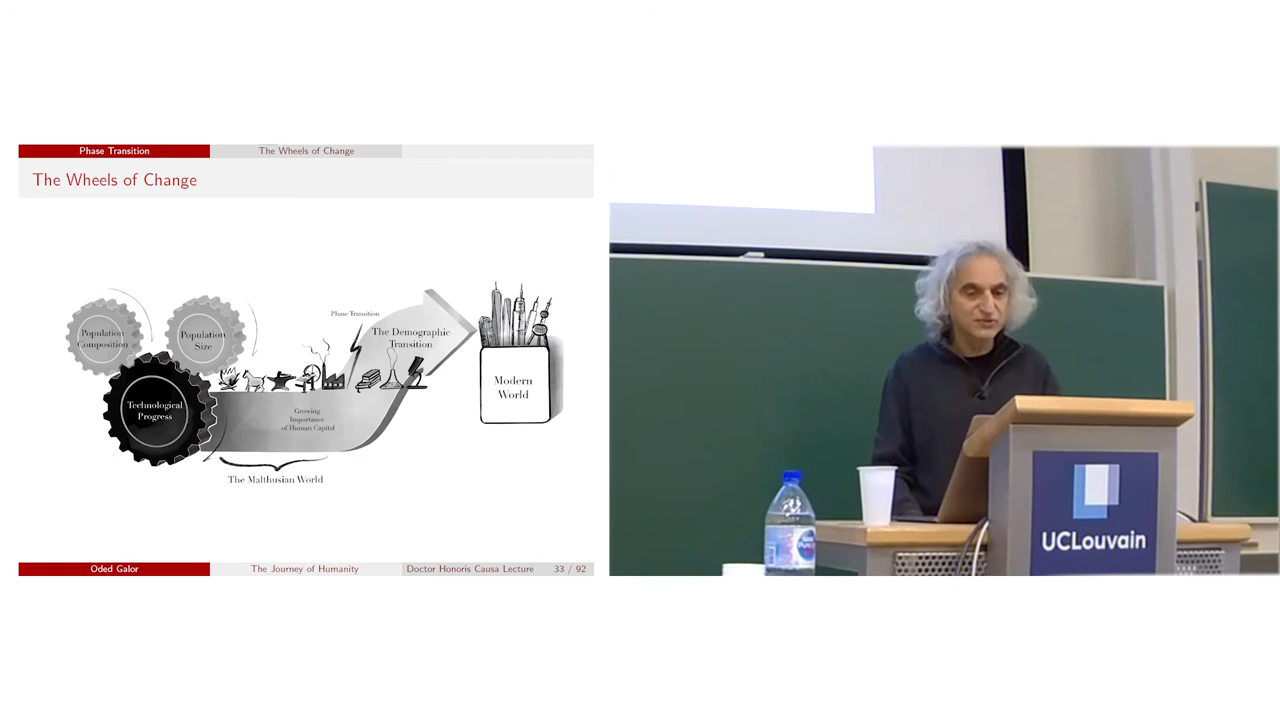 Phase Transition
The Wheels of Change
The Wheels of Change
Population
Composition
Population
Size
Technological
Progress
Phase Transition
The Demographic
Transition
Growing
Importance
of Human Capital
The Malthusian World
Modern
World
Oded Galor
The Journey of Humanity
Doctor Honoris Causa Lecture
33 / 92
UCLouvain